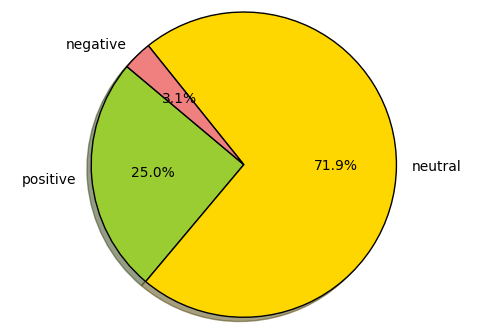 negative
3.1%
positive
25.0%
71.9%
neutral